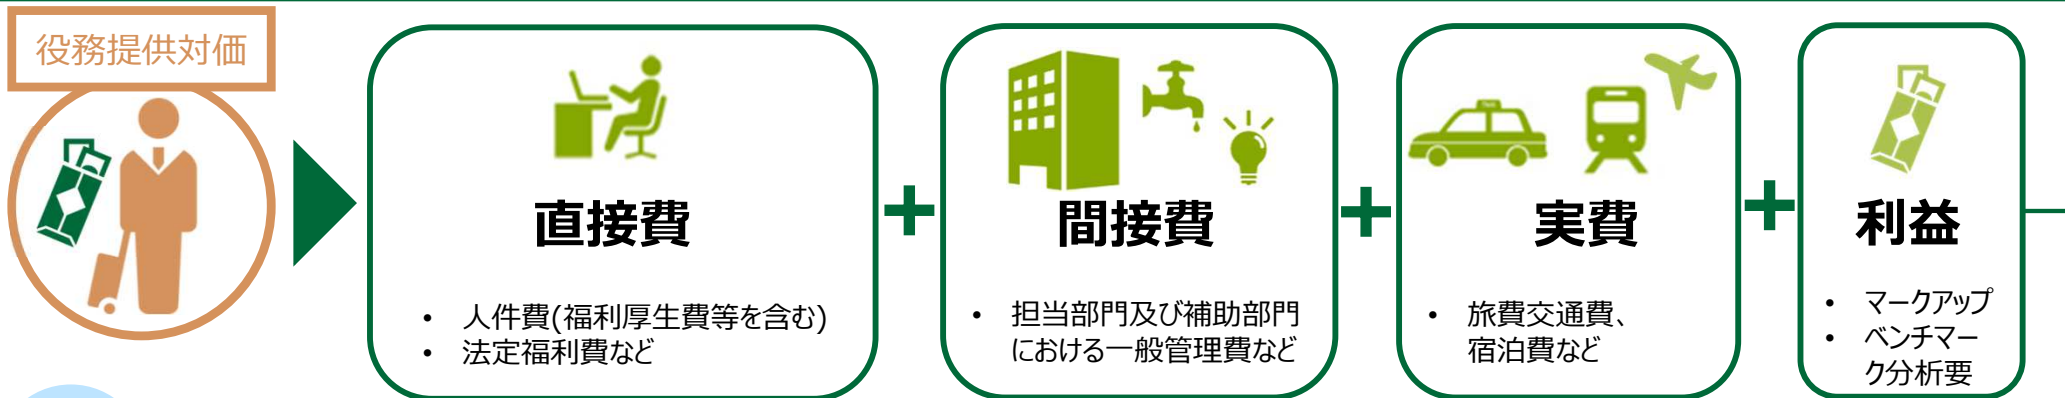 役務提供対価
直接費
• 人件費(福利厚生費等を含む)
• 法定福利費など
+
間接費
• 担当部門及び補助部門
における一般管理費など
+
実費
• 旅費交通費、
宿泊費など
+
利益
• マークアップ
• ベンチマー
ク分析要